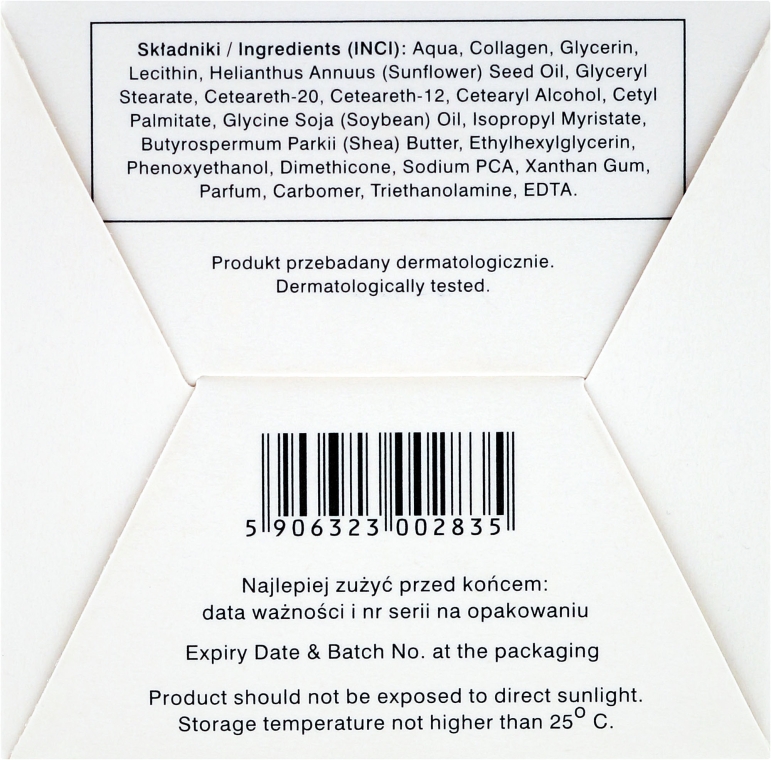 Składniki / Ingredients (INCI): Aqua, Collagen, Glycerin,
Lecithin, Helianthus Annuus (Sunflower) Seed Oil, Glyceryl
Stearate, Ceteareth-20, Ceteareth-12, Cetearyl Alcohol, Cetyl
Palmitate, Glycine Soja (Soybean) Oil, Isopropyl Myristate,
Butyrospermum Parkii (Shea) Butter, Ethylhexylglycerin,
Phenoxyethanol, Dimethicone, Sodium PCA, Xanthan Gum,
Parfum, Carbomer, Triethanolamine, EDTA.
Produkt przebadany dermatologicznie.
Dermatologically tested.
5 906323 002835
Najlepiej zużyć przed końcem:
data ważności i nr serii na opakowaniu
Expiry Date & Batch No. at the packaging
Product should not be exposed to direct sunlight.
Storage temperature not higher than 25° C.